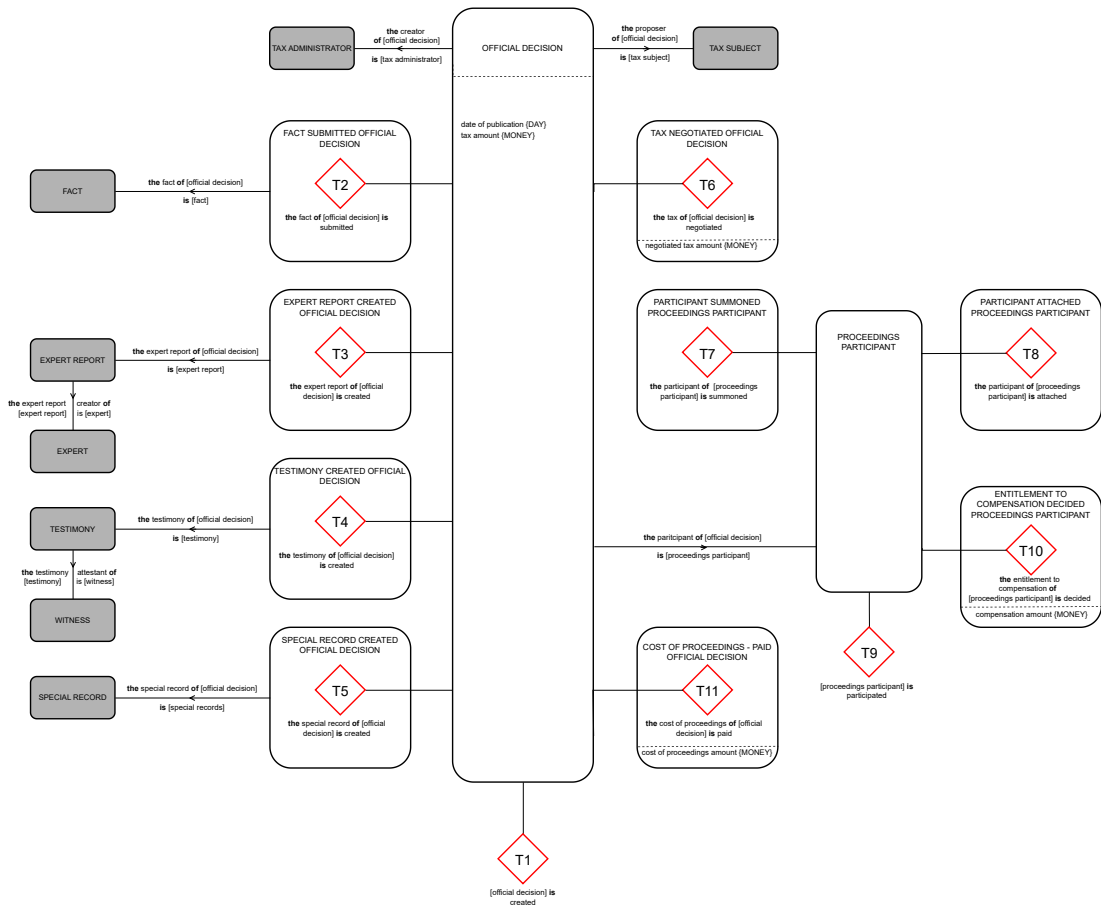 the creator
of [official decision]
is [tax administrator]
TAX ADMINISTRATOR
OFFICIAL DECISION
the proposer
of [official decision]
is [tax subject]
TAX SUBJECT
date of publication {DAY}
tax amount {MONEY}
FACT SUBMITTED OFFICIAL
DECISION
T2
the fact of [official decision] is
submitted
the fact of [official decision]
is [fact]
FACT
TAX NEGOTIATED OFFICIAL
DECISION
T6
the tax of [official decision] is
negotiated
negotiated tax amount {MONEY}
EXPERT REPORT CREATED
OFFICIAL DECISION
T3
the expert report of [official
decision] is created
the expert report of [official decision]
is [expert report]
EXPERT REPORT
the expert report creator of
[expert report] is [expert]
EXPERT
PARTICIPANT SUMMONED
PROCEEDINGS PARTICIPANT
T7
the participant of [proceedings
participant] is summoned
PROCEEDINGS
PARTICIPANT
PARTICIPANT ATTACHED
PROCEEDINGS PARTICIPANT
T8
the participant of [proceedings
participant] is attached
TESTIMONY CREATED OFFICIAL
DECISION
T4
the testimony of [official decision]
is created
the testimony of [official decision]
is [testimony]
TESTIMONY
the testimony attestant of
[testimony] is [witness]
WITNESS
the paritcipant of [official decision]
is [proceedings participant]
ENTITLEMENT TO
COMPENSATION DECIDED
PROCEEDINGS PARTICIPANT
T10
the entitlement to
compensation of
[proceedings participant] is decided
compensation amount {MONEY}
T9
[proceedings participant] is
participated
SPECIAL RECORD CREATED
OFFICIAL DECISION
T5
the special record of [official
decision] is created
the special record of [official decision]
is [special records]
SPECIAL RECORD
COST OF PROCEEDINGS - PAID
OFFICIAL DECISION
T11
the cost of proceedings of [official
decision] is paid
cost of proceedings amount {MONEY}
T1
[official decision] is
created